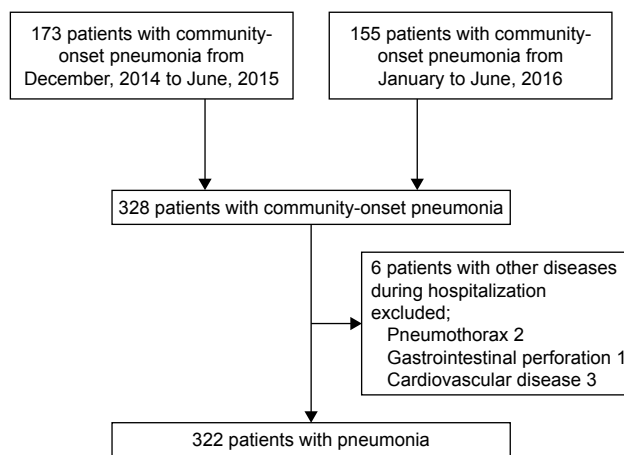 173 patients with community-
onset pneumonia from
December, 2014 to June, 2015
155 patients with community-
onset pneumonia from
January to June, 2016
328 patients with community-onset pneumonia
6 patients with other diseases
during hospitalization
excluded;
Pneumothorax 2
Gastrointestinal perforation 1
Cardiovascular disease 3
322 patients with pneumonia